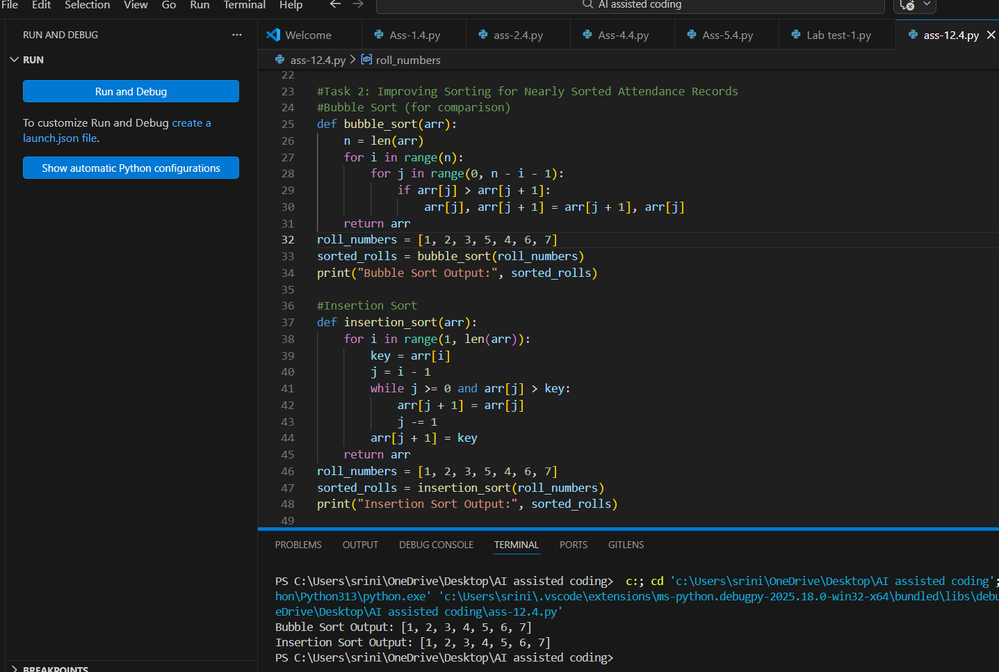 File Edit Selection View Go Run Terminal Help ← → AI assisted coding
RUN AND DEBUG ...
RUN
Run and Debug
To customize Run and Debug create a
launch.json file.
Show automatic Python configurations
BREAKPOINTS
Welcome Ass-1.4.py ass-2.4.py Ass-4.4.py Ass-5.4.py Lab test-1.py ass-12.4.py
ass-12.4.py > roll_numbers
22
23 #Task 2: Improving Sorting for Nearly Sorted Attendance Records
24 #Bubble Sort (for comparison)
25 def bubble_sort(arr):
26     n = len(arr)
27     for i in range(n):
28         for j in range(0, n - i - 1):
29             if arr[j] > arr[j + 1]:
30                 arr[j], arr[j + 1] = arr[j + 1], arr[j]
31     return arr
32 roll_numbers = [1, 2, 3, 5, 4, 6, 7]
33 sorted_rolls = bubble_sort(roll_numbers)
34 print("Bubble Sort Output:", sorted_rolls)
35
36 #Insertion Sort
37 def insertion_sort(arr):
38     for i in range(1, len(arr)):
39         key = arr[i]
40         j = i - 1
41         while j >= 0 and arr[j] > key:
42             arr[j + 1] = arr[j]
43             j -= 1
44         arr[j + 1] = key
45     return arr
46 roll_numbers = [1, 2, 3, 5, 4, 6, 7]
47 sorted_rolls = insertion_sort(roll_numbers)
48 print("Insertion Sort Output:", sorted_rolls)
49
PROBLEMS OUTPUT DEBUG CONSOLE TERMINAL PORTS GITLENS
PS C:\Users\srini\OneDrive\Desktop\AI assisted coding>  c:; cd 'c:\Users\srini\OneDrive\Desktop\AI assisted coding';
hon\Python313\python.exe' 'c:\Users\srini\.vscode\extensions\ms-python.debugpy-2025.18.0-win32-x64\bundled\libs\debu
eDrive\Desktop\AI assisted coding\ass-12.4.py'
Bubble Sort Output: [1, 2, 3, 4, 5, 6, 7]
Insertion Sort Output: [1, 2, 3, 4, 5, 6, 7]
PS C:\Users\srini\OneDrive\Desktop\AI assisted coding>